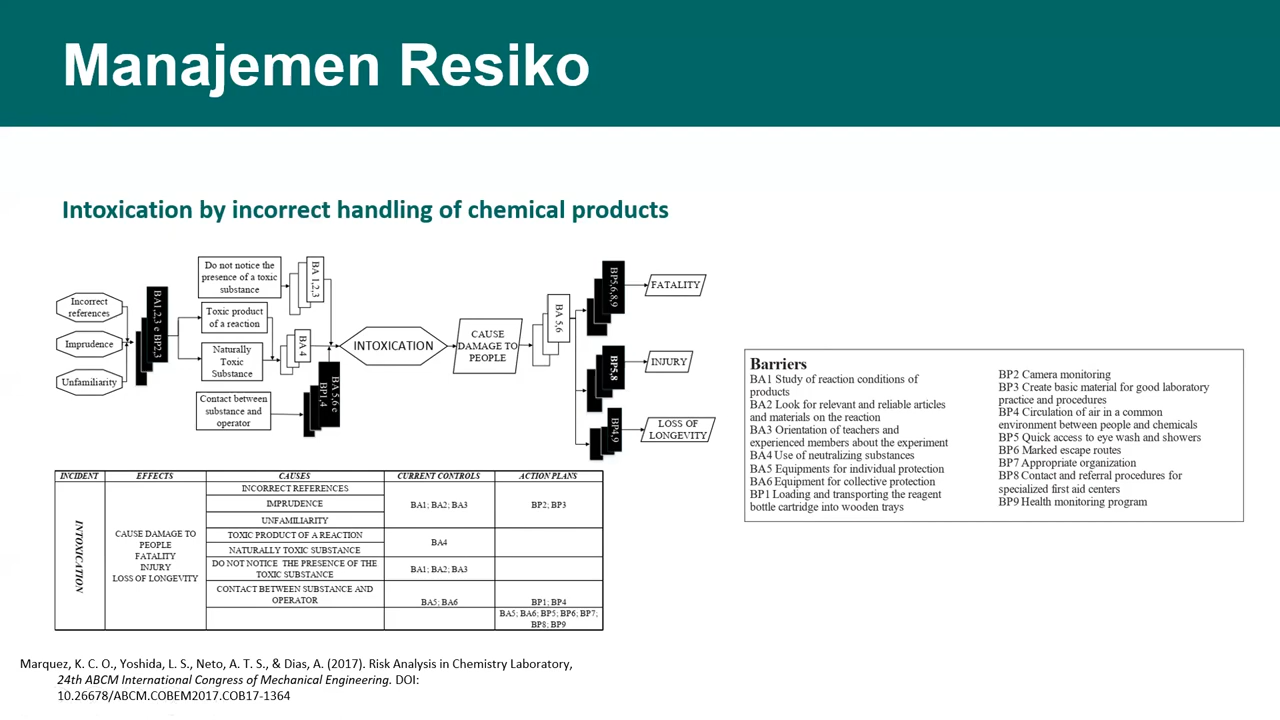 Manajemen Resiko
Intoxication by incorrect handling of chemical products
Incorrect
references
Imprudence
Unfamiliarity
BA1,2,3 e BP2,3
Do not notice the
presence of a toxic
substance
Toxic product
of a reaction
Naturally
Toxic
Substance
Contact between
substance and
operator
BA 1,2,3
BA 4
BA 5,6 e
BP1,4
INTOXICATION
CAUSE
DAMAGE TO
PEOPLE
BA 5,6
BP5,6,8,9
BP5,8
BP4,9
FATALITY
INJURY
LOSS OF
LONGEVITY
Barriers
BA1 Study of reaction conditions of
products
BA2 Look for relevant and reliable articles
and materials on the reaction
BA3 Orientation of teachers and
experienced members about the experiment
BA4 Use of neutralizing substances
BA5 Equipments for individual protection
BA6 Equipment for collective protection
BP1 Loading and transporting the reagent
bottle cartridge into wooden trays
BP2 Camera monitoring
BP3 Create basic material for good laboratory
practice and procedures
BP4 Circulation of air in a common
environment between people and chemicals
BP5 Quick access to eye wash and showers
BP6 Marked escape routes
BP7 Appropriate organization
BP8 Contact and referral procedures for
specialized first aid centers
BP9 Health monitoring program
INCIDENT EFFECTS CAUSES CURRENT CONTROLS ACTION PLANS
INTOXICATION
CAUSE DAMAGE TO
PEOPLE
FATALITY
INJURY
LOSS OF LONGEVITY
INCORRECT REFERENCES
IMPRUDENCE
UNFAMILIARITY
BA1; BA2; BA3
BP2; BP3
TOXIC PRODUCT OF A REACTION
NATURALLY TOXIC SUBSTANCE
BA4
DO NOT NOTICE THE PRESENCE OF THE
TOXIC SUBSTANCE
BA1; BA2; BA3
CONTACT BETWEEN SUBSTANCE AND
OPERATOR
BA5; BA6
BP1; BP4
BA5; BA6; BP5; BP6; BP7;
BP8; BP9
Marquez, K. C. O., Yoshida, L. S., Neto, A. T. S., & Dias, A. (2017). Risk Analysis in Chemistry Laboratory,
24th ABCM International Congress of Mechanical Engineering. DOI:
10.26678/ABCM.COBEM2017.COB17-1364